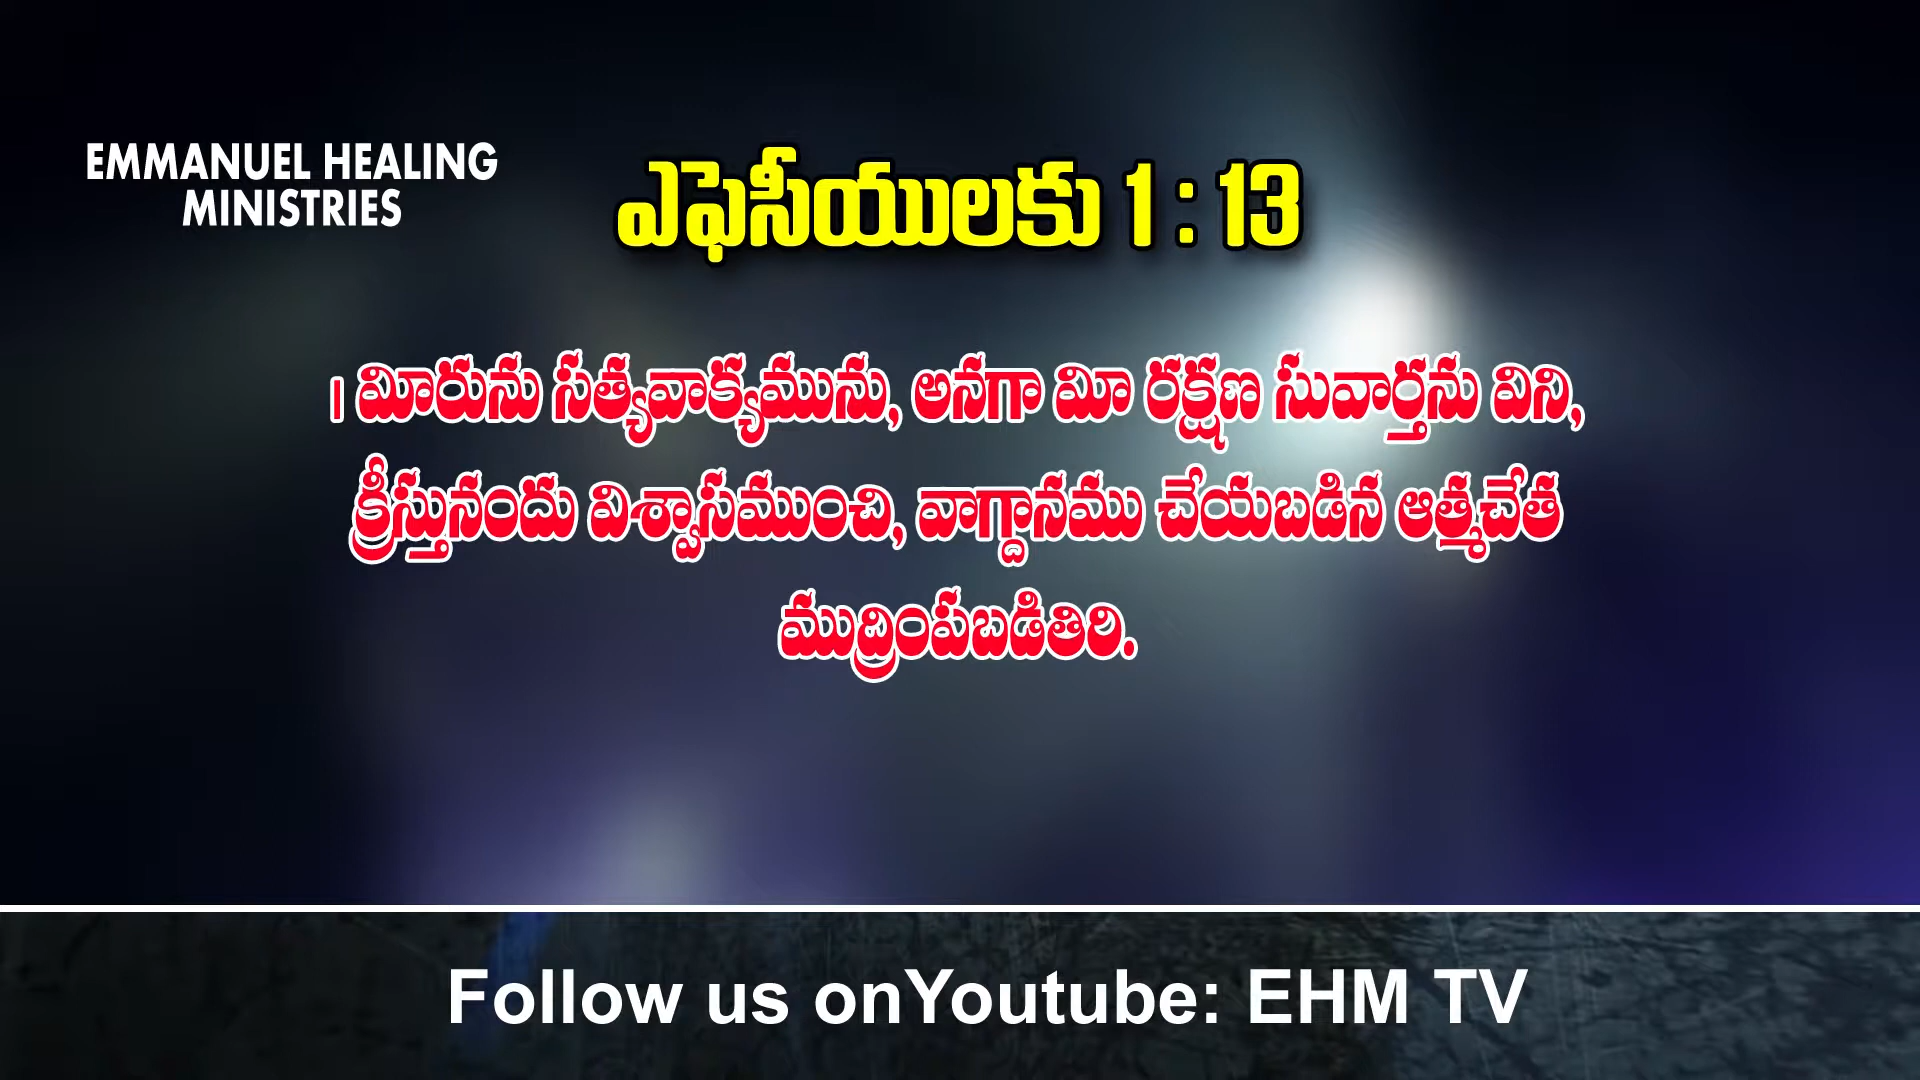 EMMANUEL HEALING
MINISTRIES
ఎఫెసీయులకు 1 : 13
। మీరును సత్యవాక్యమును, అనగా మీ రక్షణ సువార్తను విని,
క్రీస్తునందు విశ్వాసముంచి, వాగ్దానము చేయబడిన ఆత్మచేత
ముద్రింపబడితిరి.
Follow us onYoutube: EHM TV